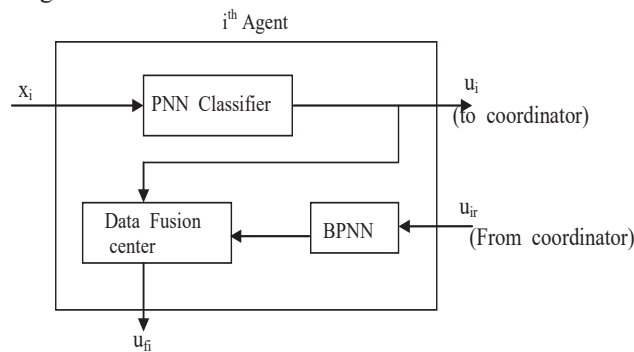 i^th Agent
x_i
PNN Classifier
u_i
(to coordinator)
Data Fusion
center
BPNN
u_ir
(From coordinator)
u_fi